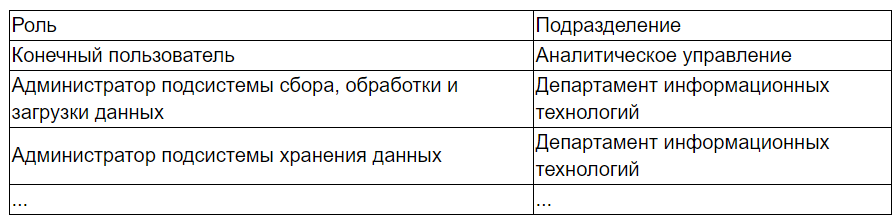 Роль
Подразделение
Конечный пользователь
Аналитическое управление
Администратор подсистемы сбора, обработки и
загрузки данных
Департамент информационных
технологий
Администратор подсистемы хранения данных
Департамент информационных
технологий
...
...